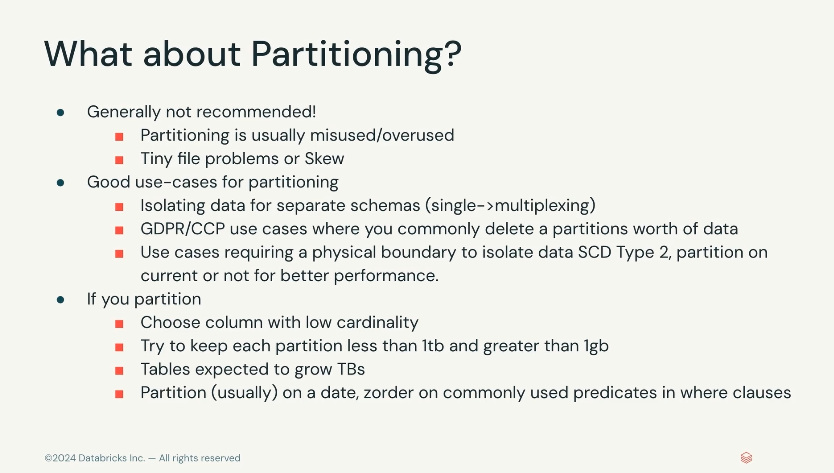 What about Partitioning?
● Generally not recommended!
■ Partitioning is usually misused/overused
■ Tiny file problems or Skew
● Good use-cases for partitioning
■ Isolating data for separate schemas (single->multiplexing)
■ GDPR/CCP use cases where you commonly delete a partitions worth of data
■ Use cases requiring a physical boundary to isolate data SCD Type 2, partition on
current or not for better performance.
● If you partition
■ Choose column with low cardinality
■ Try to keep each partition less than 1tb and greater than 1gb
■ Tables expected to grow TBs
■ Partition (usually) on a date, zorder on commonly used predicates in where clauses
©2024 Databricks Inc. — All rights reserved